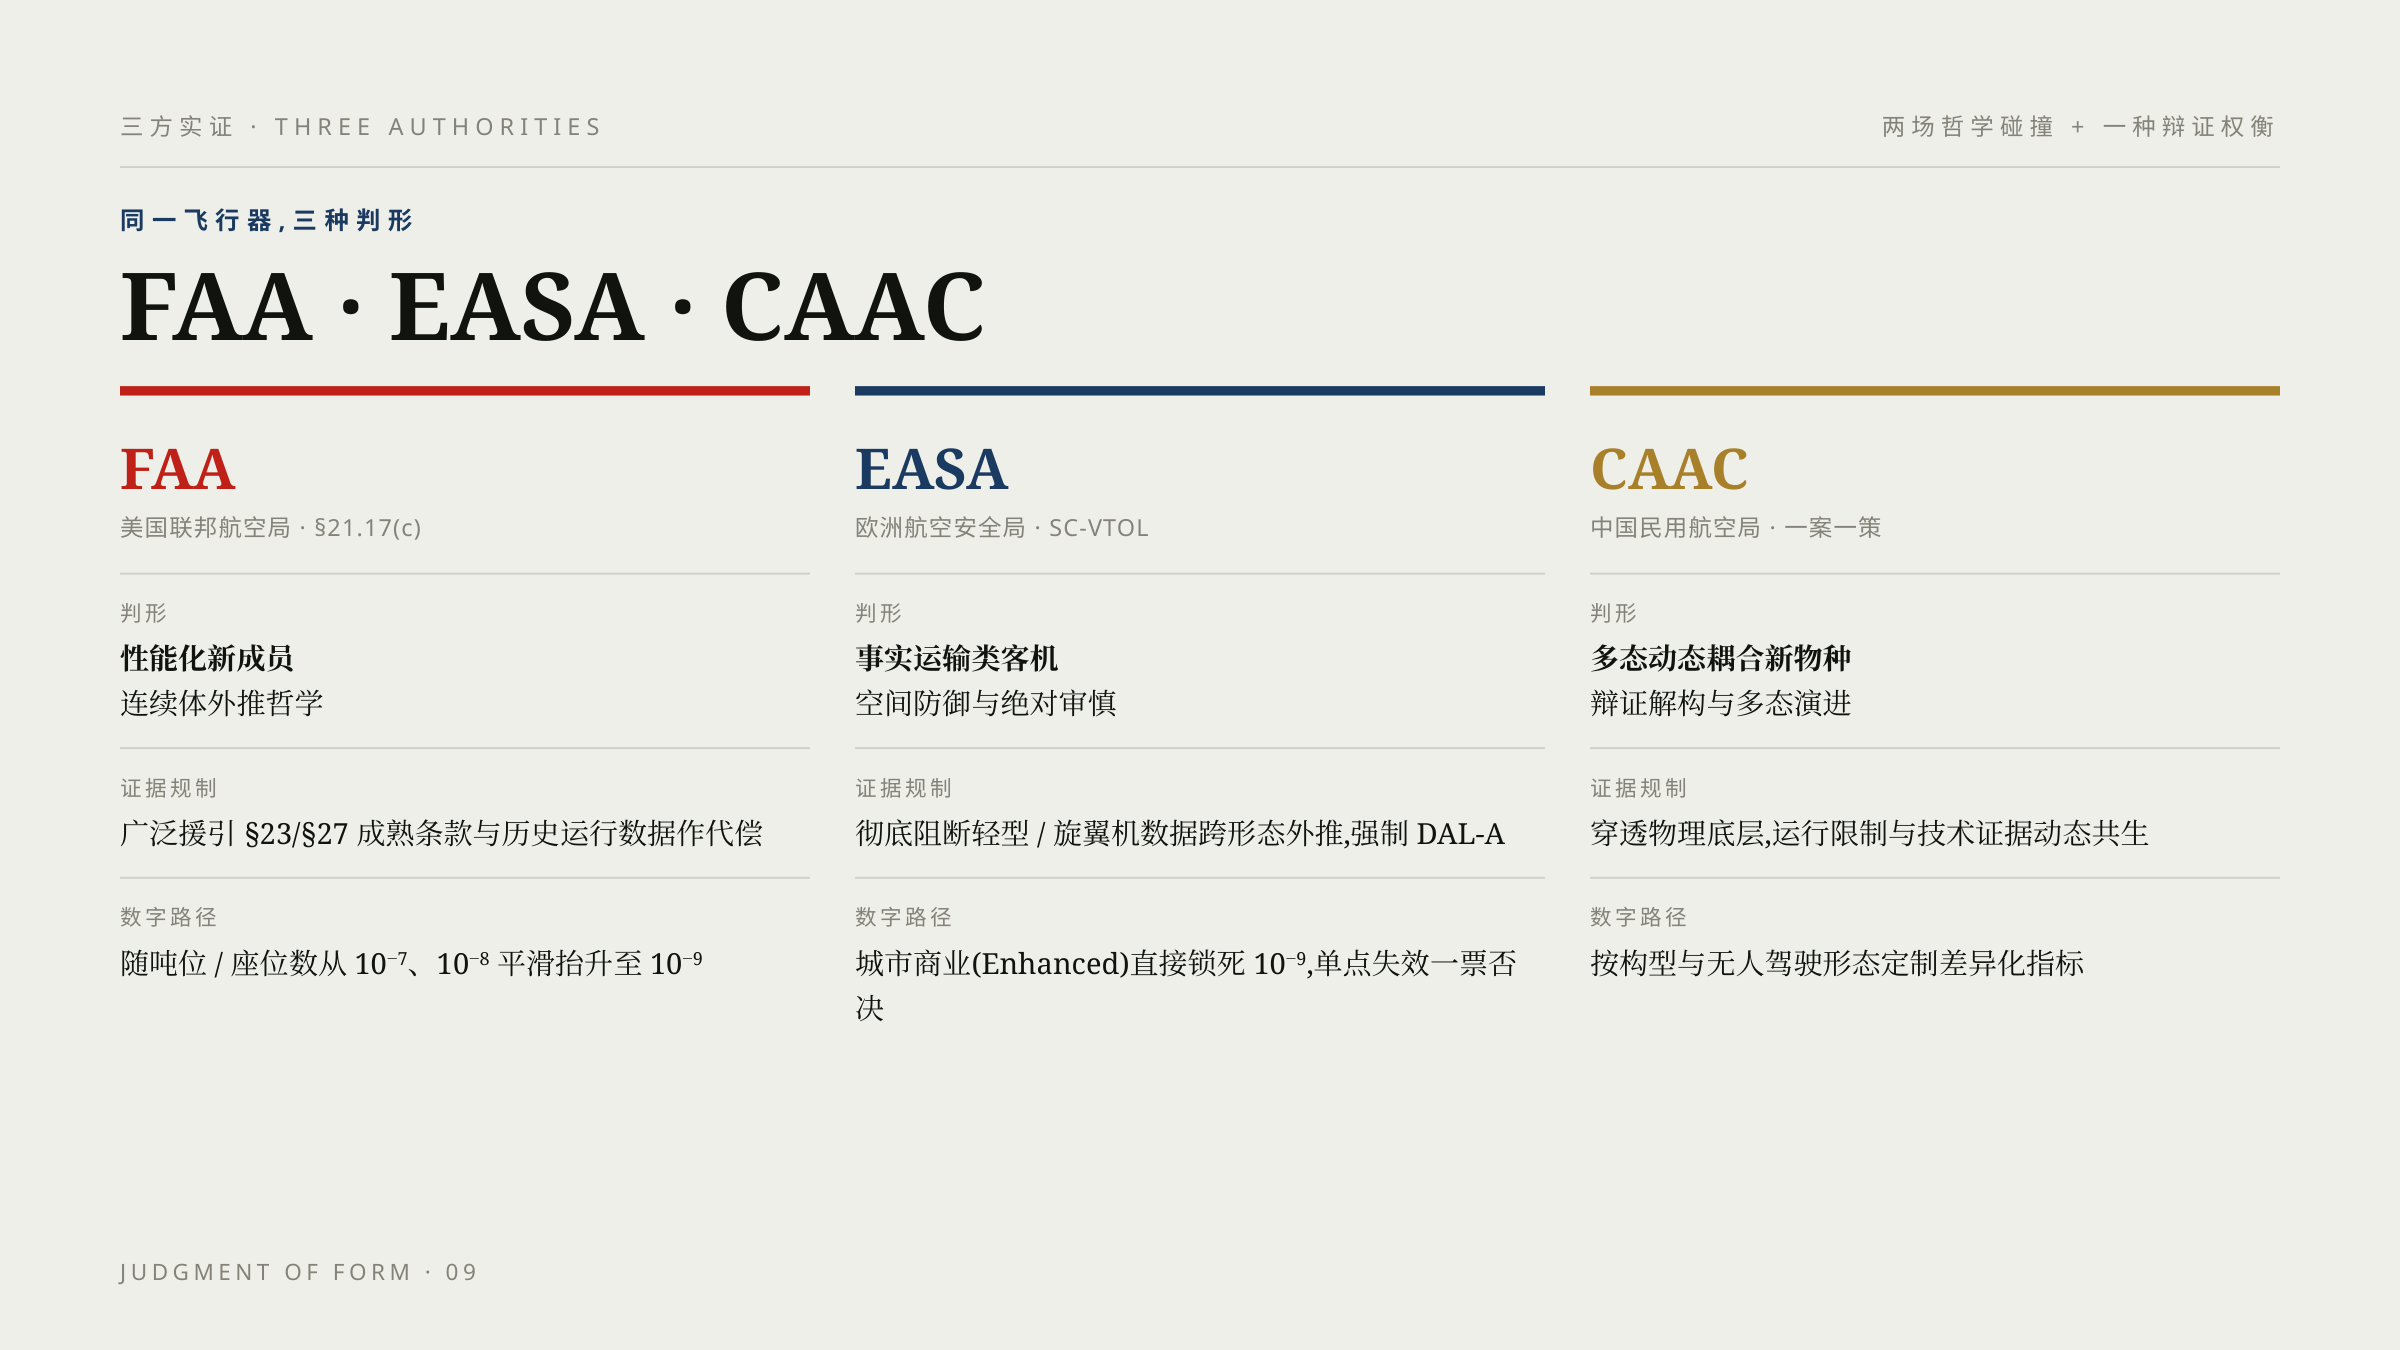 三方实证 · THREE AUTHORITIES
两场哲学碰撞 + 一种辩证权衡
同一飞行器,三种判形
FAA · EASA · CAAC
FAA
美国联邦航空局 · §21.17(c)
判形
性能化新成员
连续体外推哲学
证据规制
广泛援引 §23/§27 成熟条款与历史运行数据作代偿
数字路径
随吨位 / 座位数从 10⁻⁷、10⁻⁸ 平滑抬升至 10⁻⁹
EASA
欧洲航空安全局 · SC-VTOL
判形
事实运输类客机
空间防御与绝对审慎
证据规制
彻底阻断轻型 / 旋翼机数据跨形态外推,强制 DAL-A
数字路径
城市商业(Enhanced)直接锁死 10⁻⁹,单点失效一票否
决
CAAC
中国民用航空局 · 一案一策
判形
多态动态耦合新物种
辩证解构与多态演进
证据规制
穿透物理底层,运行限制与技术证据动态共生
数字路径
按构型与无人驾驶形态定制差异化指标
JUDGMENT OF FORM · 09